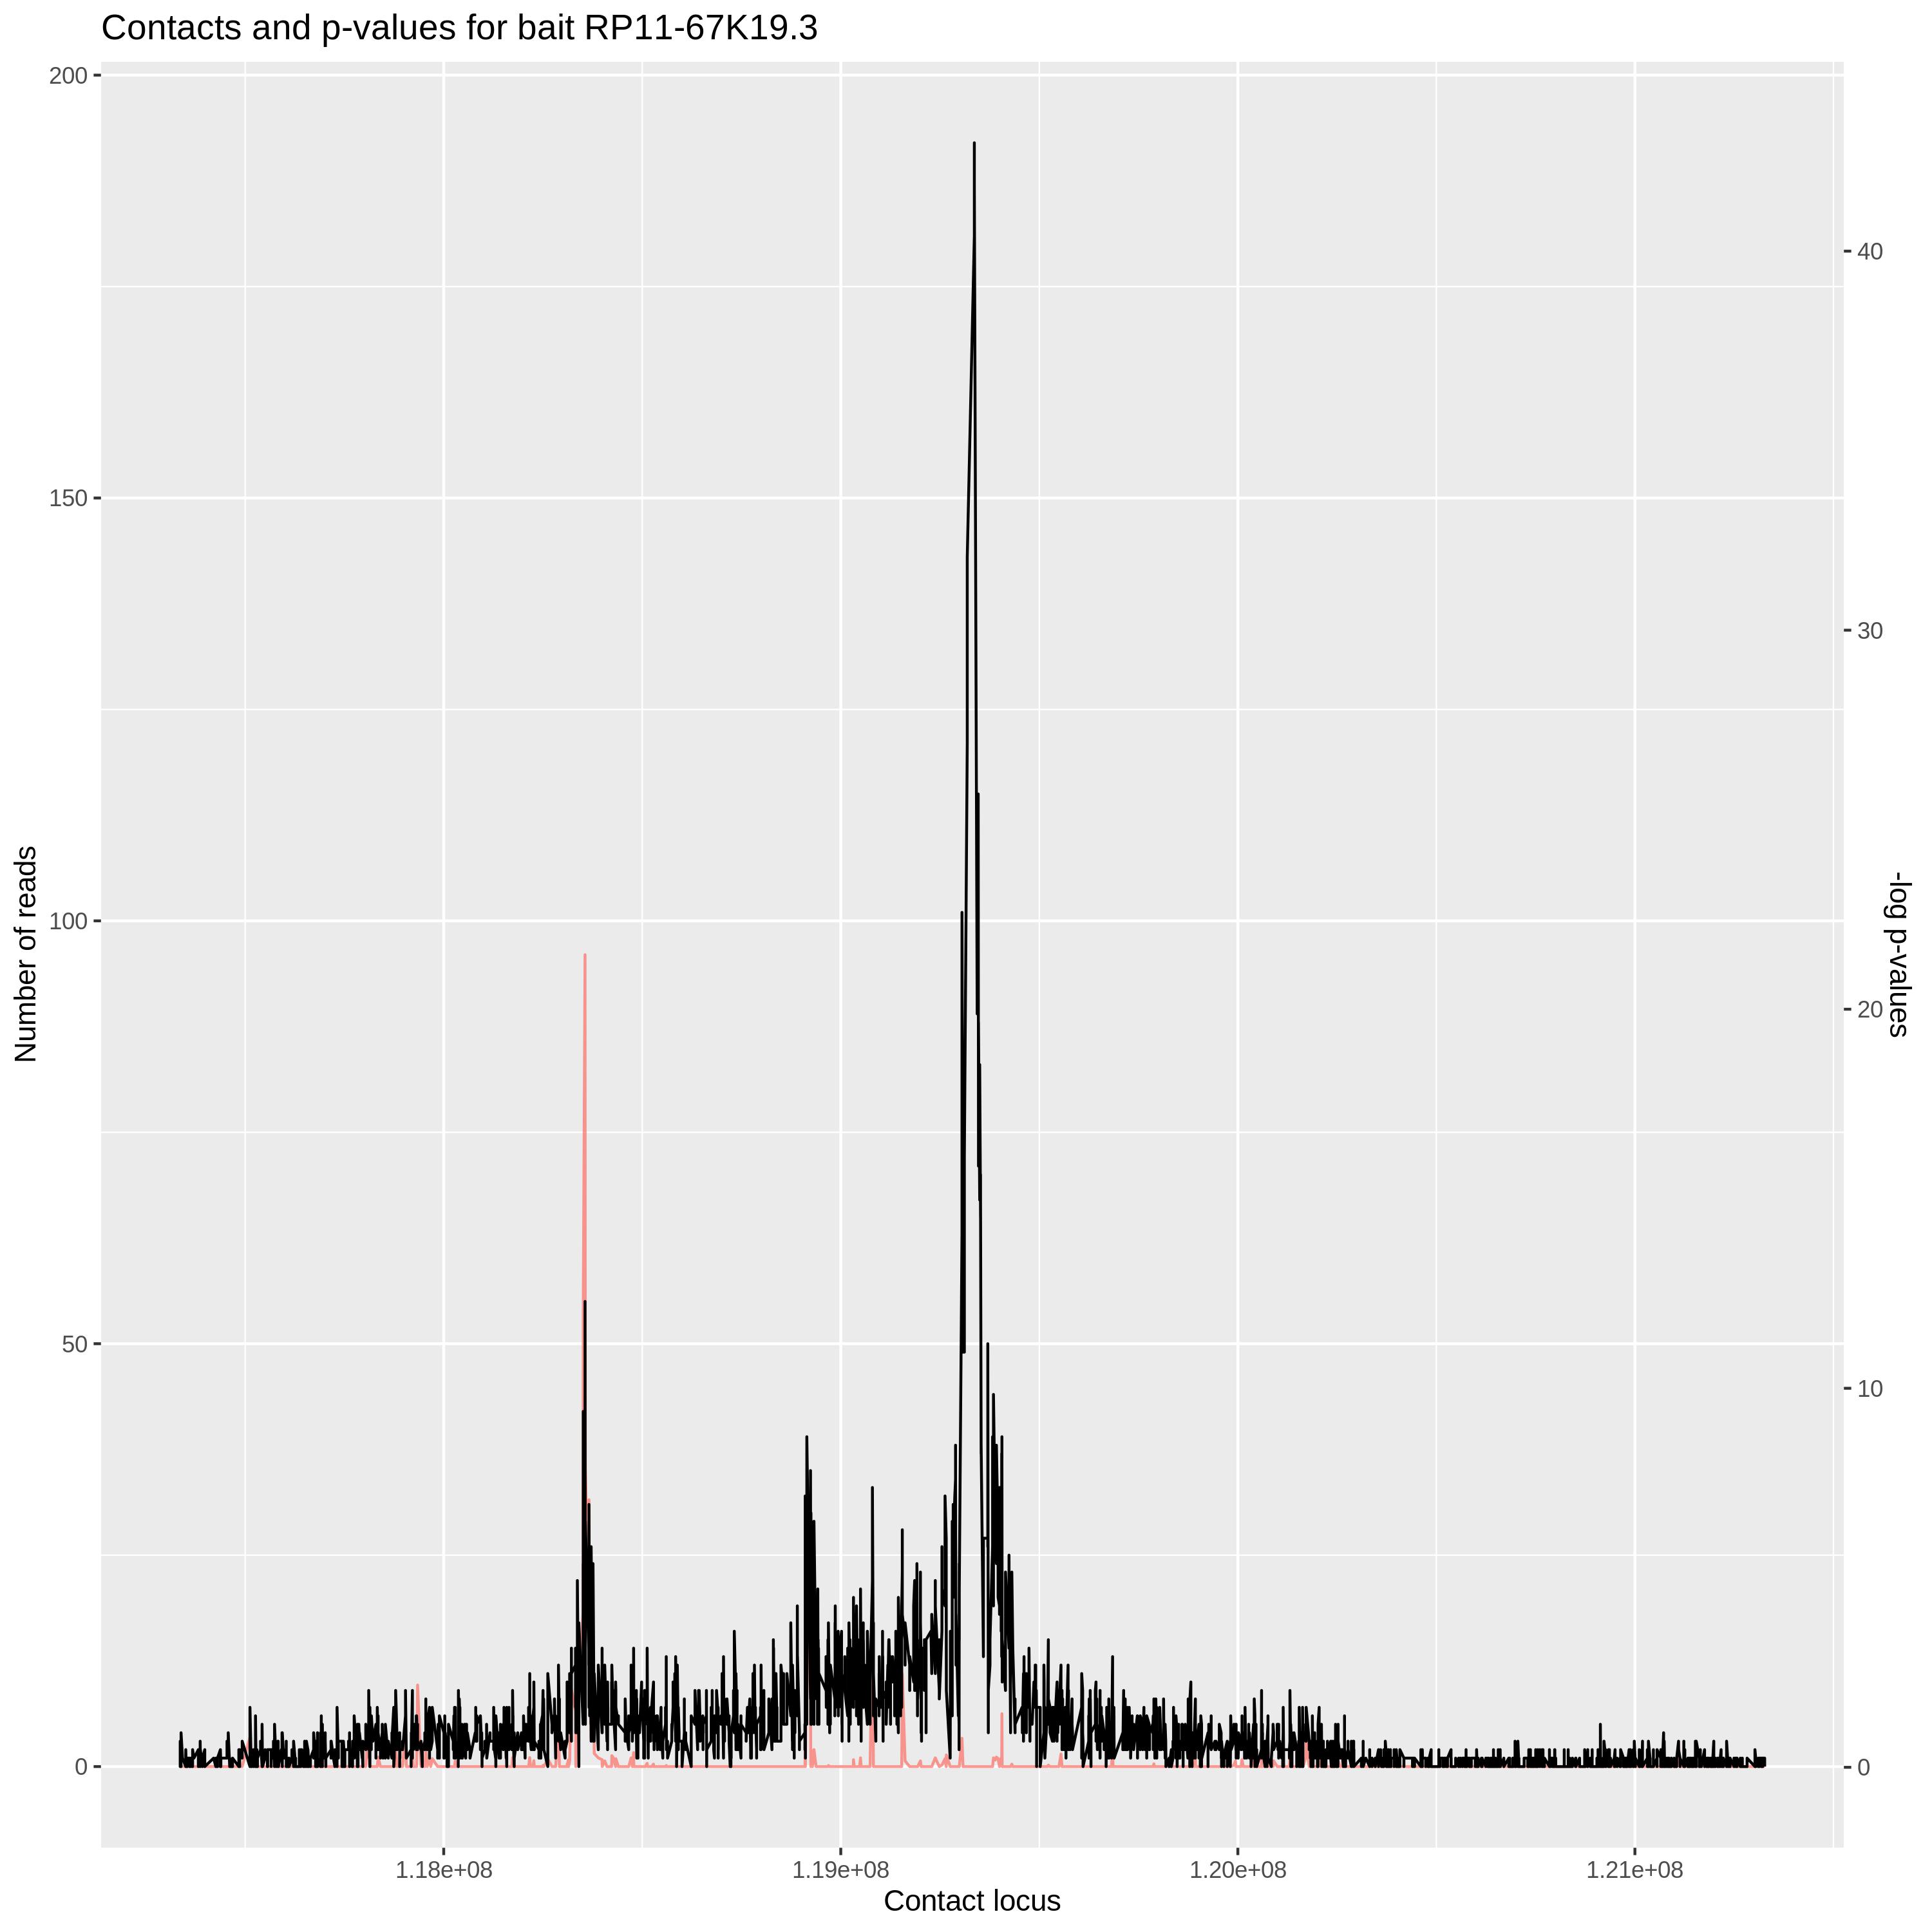 Contacts and p-values for bait RP11-67K19.3
200
150
100
50
0
Number of reads
40
30
20
10
0
-log p-values
1.18e+08
1.19e+08
1.20e+08
1.21e+08
Contact locus